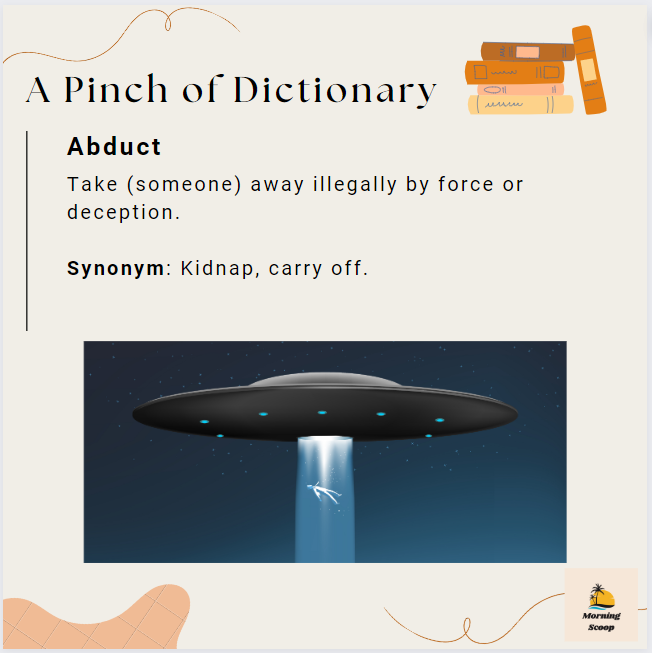 A Pinch of Dictionary
Abduct
Take (someone) away illegally by force or
deception.
Synonym: Kidnap, carry off.
Morning
Scoop